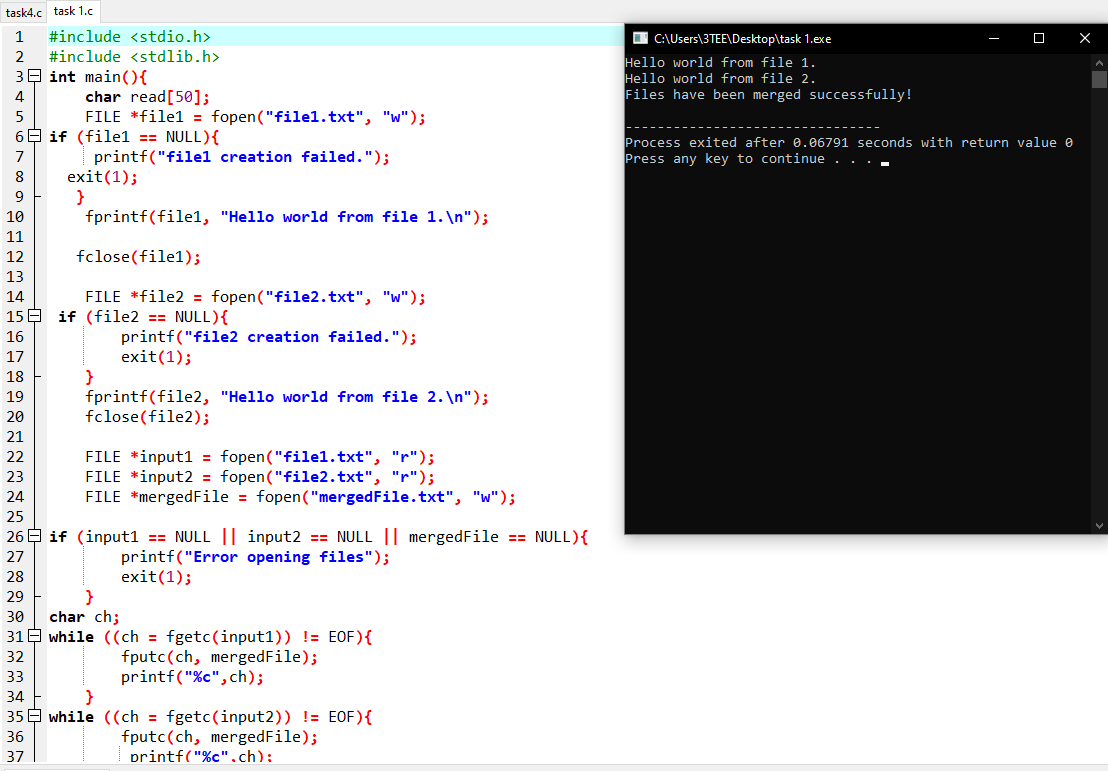 task4.c task 1.c
1 #include <stdio.h>
2 #include <stdlib.h>
3 int main(){
4 char read[50];
5 FILE *file1 = fopen("file1.txt", "w");
6 if (file1 == NULL){
7 printf("file1 creation failed.");
8 exit(1);
9 }
10 fprintf(file1, "Hello world from file 1.\n");
11
12 fclose(file1);
13
14 FILE *file2 = fopen("file2.txt", "w");
15 if (file2 == NULL){
16 printf("file2 creation failed.");
17 exit(1);
18 }
19 fprintf(file2, "Hello world from file 2.\n");
20 fclose(file2);
21
22 FILE *input1 = fopen("file1.txt", "r");
23 FILE *input2 = fopen("file2.txt", "r");
24 FILE *mergedFile = fopen("mergedFile.txt", "w");
25
26 if (input1 == NULL || input2 == NULL || mergedFile == NULL){
27 printf("Error opening files");
28 exit(1);
29 }
30 char ch;
31 while ((ch = fgetc(input1)) != EOF){
32 fputc(ch, mergedFile);
33 printf("%c",ch);
34 }
35 while ((ch = fgetc(input2)) != EOF){
36 fputc(ch, mergedFile);
37 printf("%c",ch);
C:\Users\3TEE\Desktop\task 1.exe
Hello world from file 1.
Hello world from file 2.
Files have been merged successfully!
--------------------------------
Process exited after 0.06791 seconds with return value 0
Press any key to continue . . .